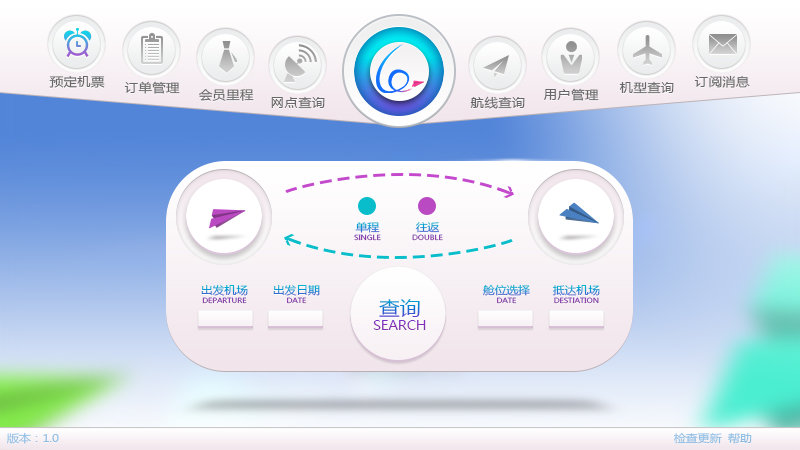 预定机票
订单管理
会员里程
网点查询
航线查询
用户管理
机型查询
订阅消息
单程
SINGLE
往返
DOUBLE
出发机场
DEPARTURE
出发日期
DATE
查询
SEARCH
舱位选择
DATE
抵达机场
DESTIATION
版本：1.0
检查更新 帮助